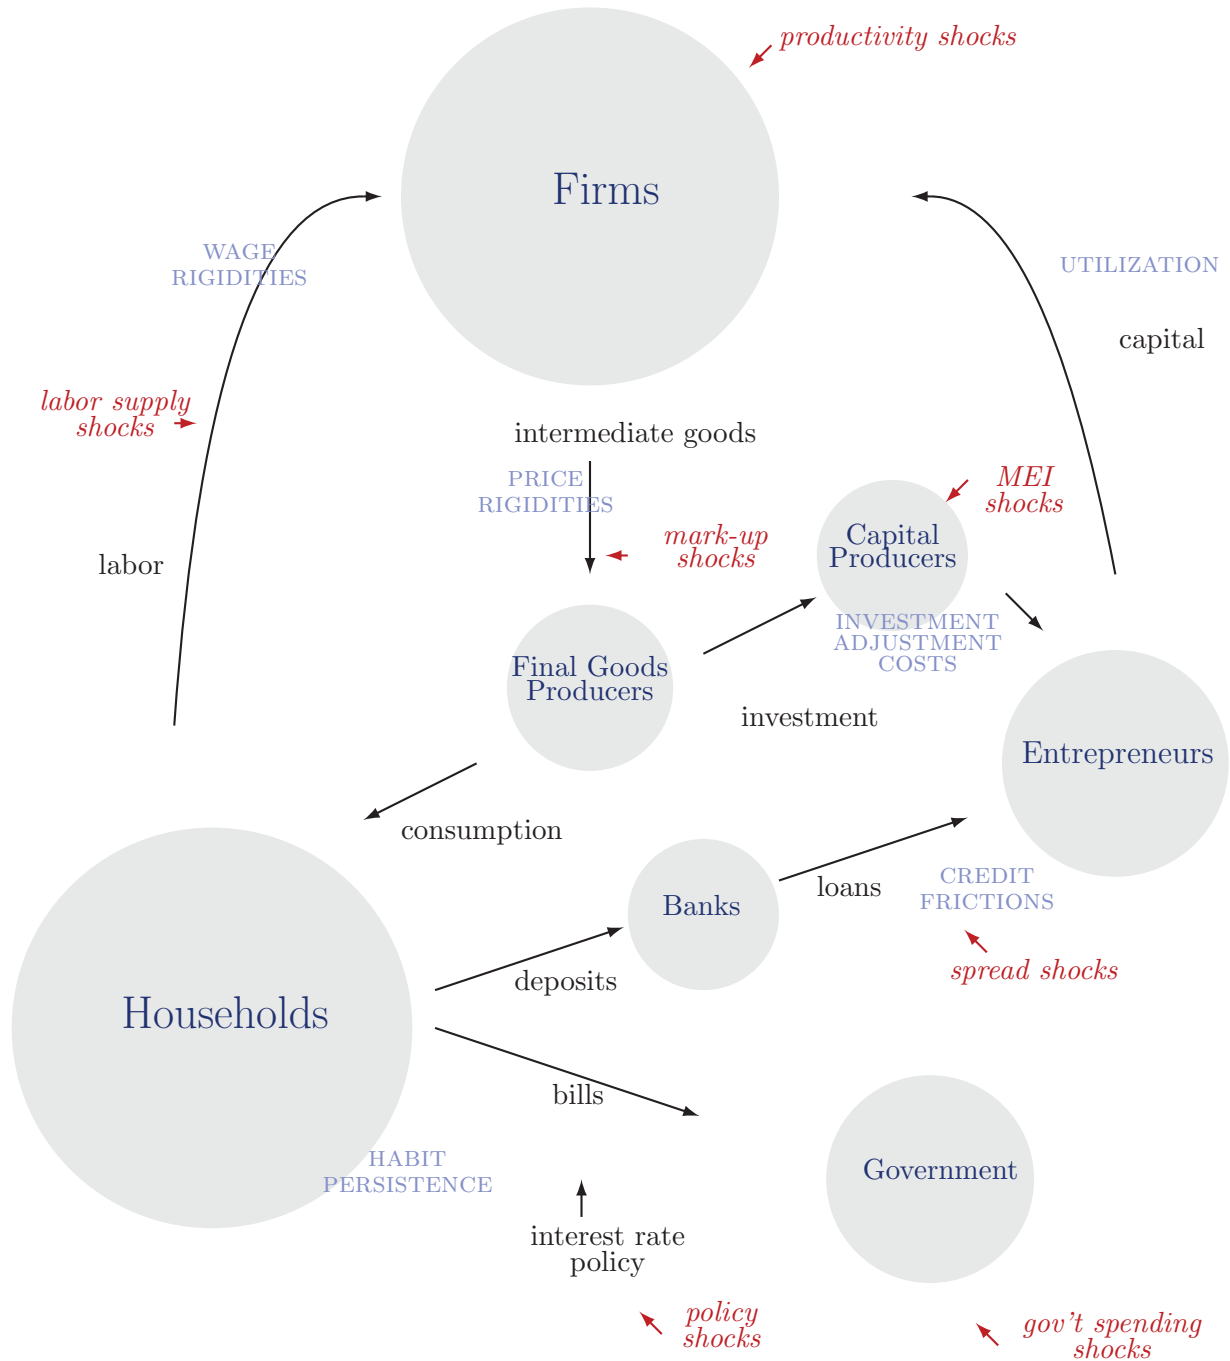 productivity shocks
Firms
WAGE
RIGIDITIES
UTILIZATION
capital
labor supply
shocks
intermediate goods
PRICE
RIGIDITIES
MEI
shocks
mark-up
shocks
Capital
Producers
labor
INVESTMENT
ADJUSTMENT
COSTS
Final Goods
Producers
investment
Entrepreneurs
consumption
Banks
loans
CREDIT
FRICTIONS
deposits
spread shocks
Households
bills
HABIT
PERSISTENCE
Government
interest rate
policy
policy
shocks
gov't spending
shocks